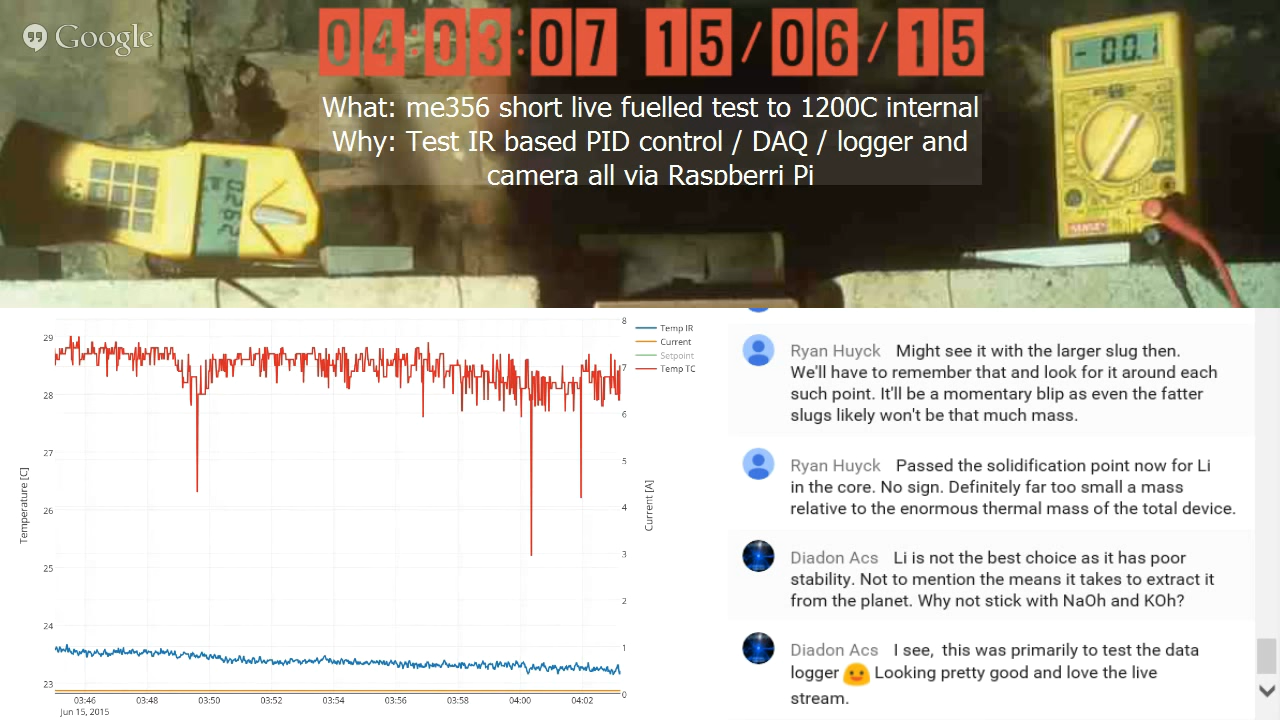 Google
04:03:07 15/06/15
What: me356 short live fuelled test to 1200C internal
Why: Test IR based PID control / DAQ / logger and
camera all via Raspberri Pi
- 00.1
Temp IR
Current
Setpoint
Temp TC
Temperature [C]
29
28
27
26
25
24
23
8
7
6
5
4
3
2
1
0
Current [A]
03:46
03:48
03:50
03:52
03:54
03:56
03:58
04:00
04:02
Jun 15, 2015
Ryan Huyck Might see it with the larger slug then.
We'll have to remember that and look for it around each
such point. It'll be a momentary blip as even the fatter
slugs likely won't be that much mass.
Ryan Huyck Passed the solidification point now for Li
in the core. No sign. Definitely far too small a mass
relative to the enormous thermal mass of the total device.
Diadon Acs Li is not the best choice as it has poor
stability. Not to mention the means it takes to extract it
from the planet. Why not stick with NaOh and KOh?
Diadon Acs I see, this was primarily to test the data
logger Looking pretty good and love the live
stream.